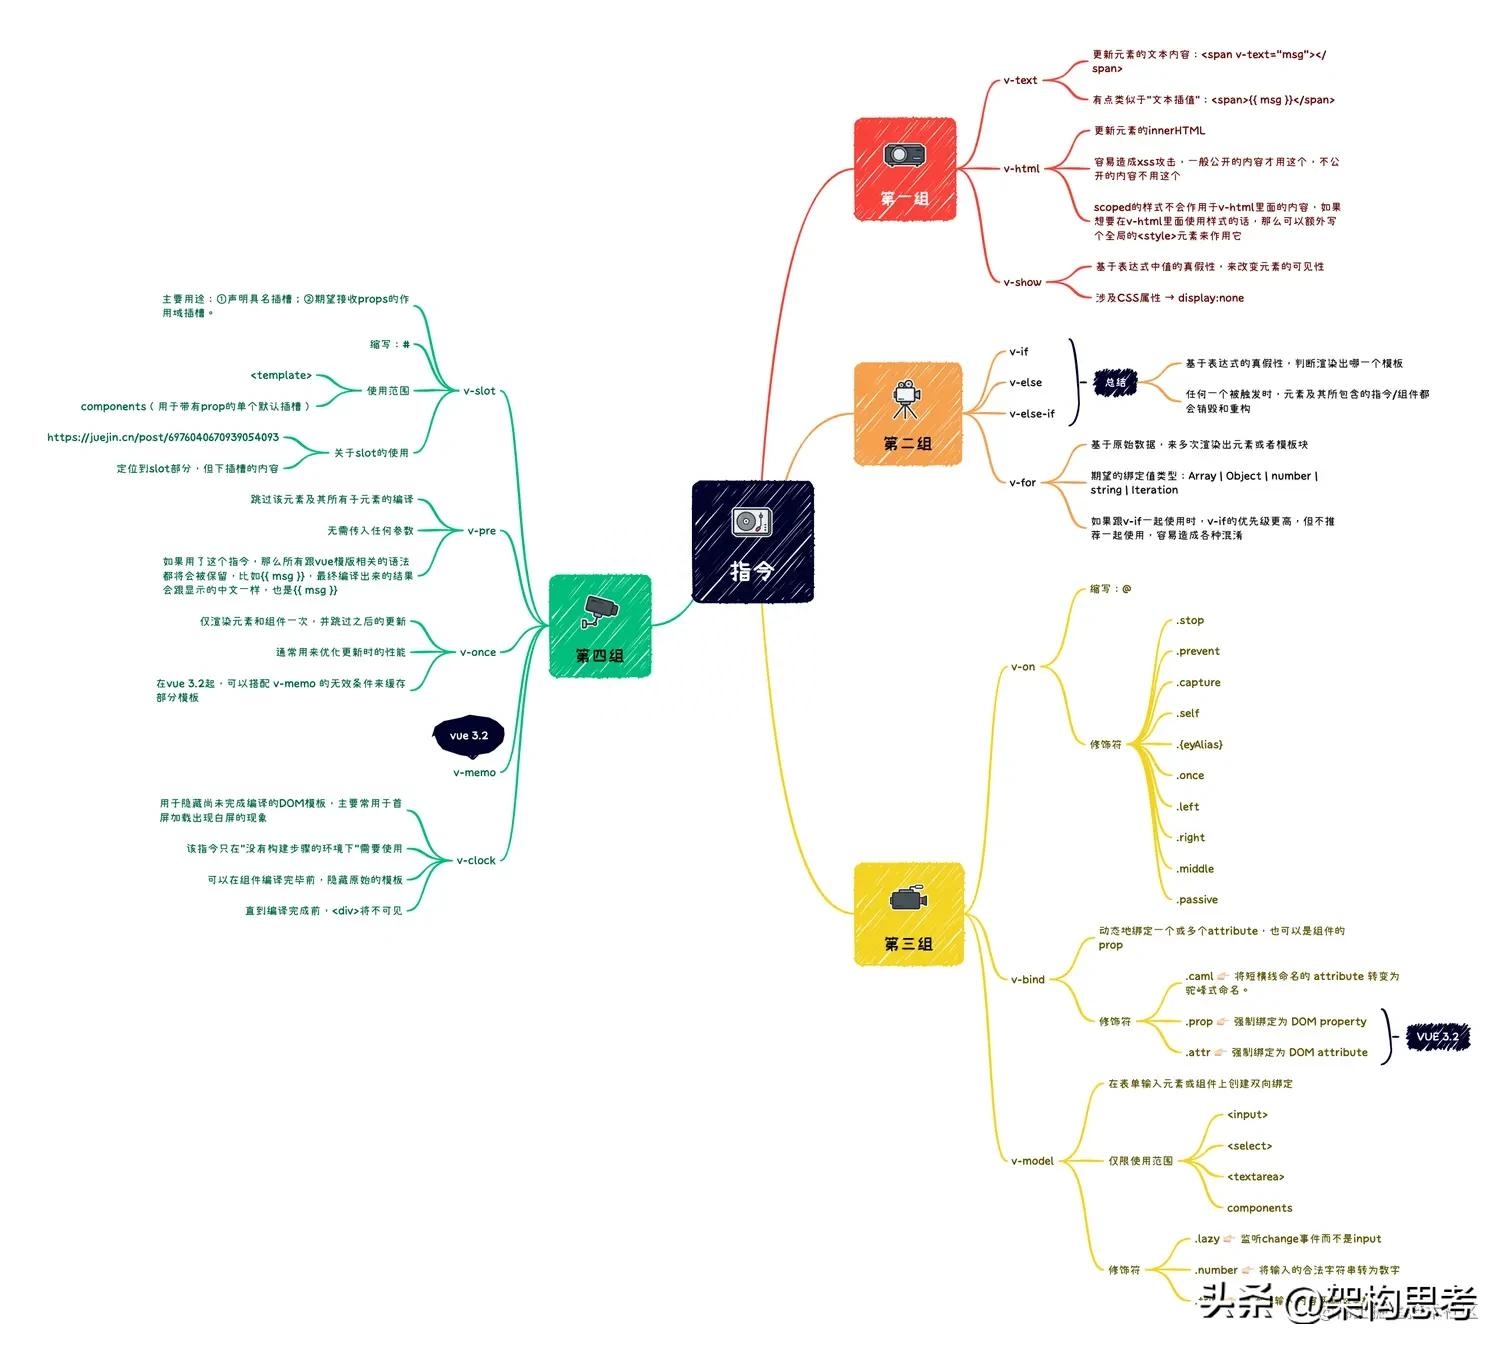 指令
第一组
v-text
更新元素的文本内容：<span v-text="msg"></
span>
有点类似于"文本插值"：<span>{{ msg }}</span>
v-html
更新元素的innerHTML
容易造成xss攻击，一般公开的内容才用这个，不公
开的内容不用这个
scoped的样式不会作用于v-html里面的内容，如果
想要在v-html里面使用样式的话，那么可以额外写
个全局的<style>元素来作用它
v-show
基于表达式中值的真假性，来改变元素的可见性
涉及CSS属性 → display:none
第二组
v-if
v-else
v-else-if
总结
基于表达式的真假性，判断渲染出哪一个模板
任何一个被触发时，元素及其所包含的指令/组件都
会销毁和重构
v-for
基于原始数据，来多次渲染出元素或者模板块
期望的绑定值类型：Array | Object | number |
string | Iteration
如果跟v-if一起使用时，v-if的优先级更高，但不推
荐一起使用，容易造成各种混淆
第三组
v-on
缩写：@
修饰符
.stop
.prevent
.capture
.self
.{eyAlias}
.once
.left
.right
.middle
.passive
v-bind
动态地绑定一个或多个attribute，也可以是组件的
prop
修饰符
.caml 👉🏻 将短横线命名的 attribute 转变为
驼峰式命名。
.prop 👉🏻 强制绑定为 DOM property
.attr 👉🏻 强制绑定为 DOM attribute
VUE 3.2
v-model
在表单输入元素或组件上创建双向绑定
仅限使用范围
<input>
<select>
<textarea>
components
修饰符
.lazy 👉🏻 监听change事件而不是input
.number 👉🏻 将输入的合法字符串转为数字
第四组
v-slot
主要用途：①声明具名插槽；②期望接收props的作
用域插槽。
缩写：#
使用范围
<template>
components（用于带有prop的单个默认插槽）
关于slot的使用
https://juejin.cn/post/6976040670939054093
定位到slot部分，但下插槽的内容
v-pre
跳过该元素及其所有子元素的编译
无需传入任何参数
如果用了这个指令，那么所有跟vue模版相关的语法
都将会被保留，比如{{ msg }}，最终编译出来的结果
会跟显示的中文一样，也是{{ msg }}
v-once
仅渲染元素和组件一次，并跳过之后的更新
通常用来优化更新时的性能
在vue 3.2起，可以搭配 v-memo 的无效条件来缓存
部分模板
vue 3.2
v-memo
v-clock
用于隐藏尚未完成编译的DOM模板，主要常用于首
屏加载出现白屏的现象
该指令只在"没有构建步骤的环境下"需要使用
可以在组件编译完毕前，隐藏原始的模板
直到编译完成前，<div>将不可见
头条 @架构思考